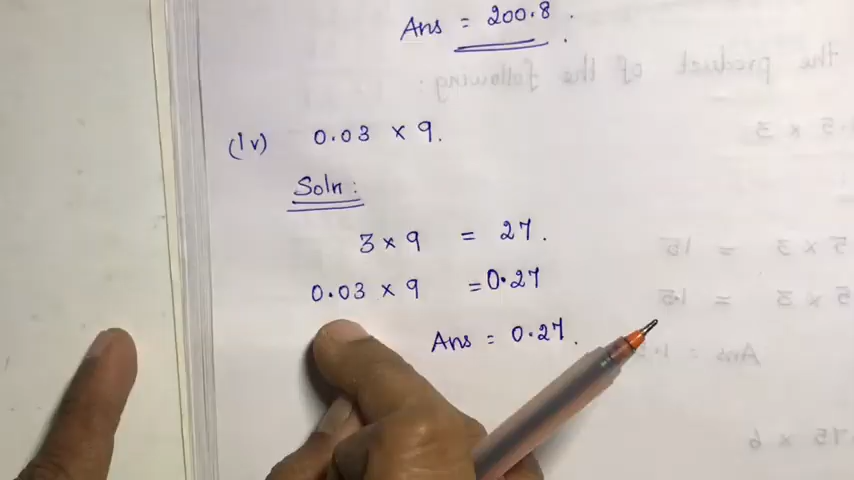 Ans = 200.8.
(iv) 0.03 × 9.
Soln:
3 × 9 = 27.
0.03 × 9 = 0.27
Ans = 0.27.